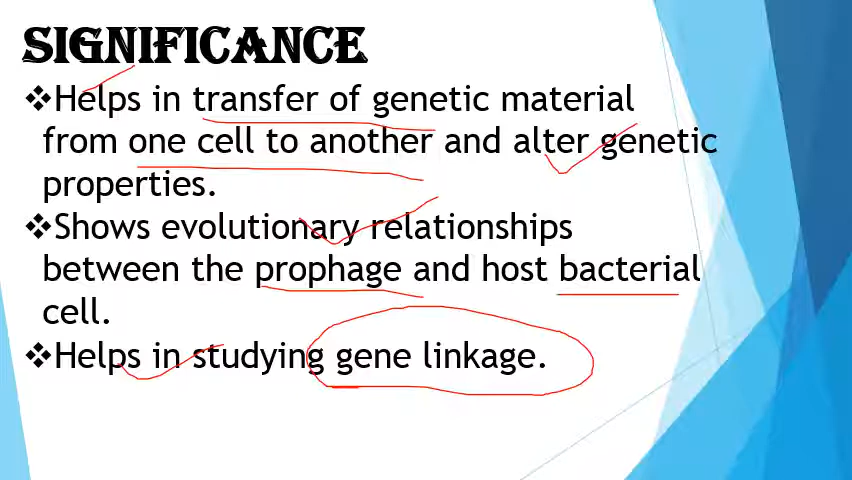 SIGNIFICANCE
❖Helps in transfer of genetic material
from one cell to another and alter genetic
properties.
❖Shows evolutionary relationships
between the prophage and host bacterial
cell.
❖Helps in studying gene linkage.